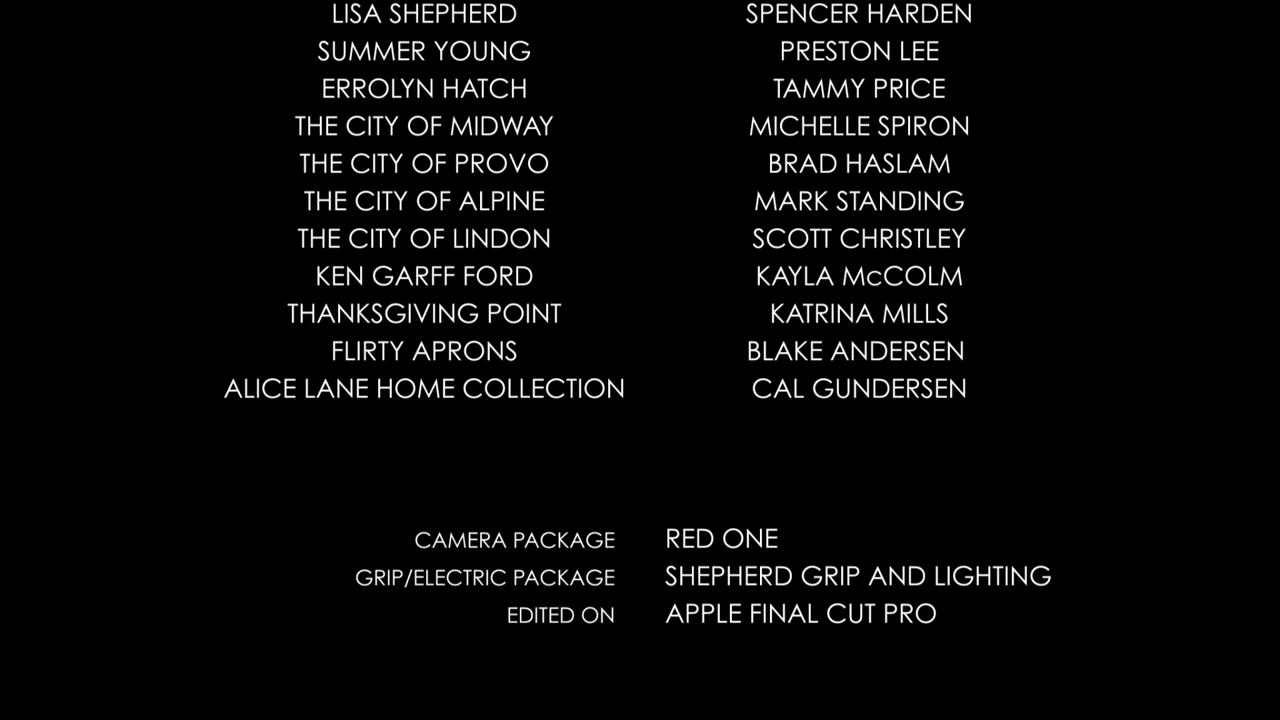 LISA SHEPHERD SPENCER HARDEN
SUMMER YOUNG PRESTON LEE
ERROLYN HATCH TAMMY PRICE
THE CITY OF MIDWAY MICHELLE SPIRON
THE CITY OF PROVO BRAD HASLAM
THE CITY OF ALPINE MARK STANDING
THE CITY OF LINDON SCOTT CHRISTLEY
KEN GARFF FORD KAYLA McCOLM
THANKSGIVING POINT KATRINA MILLS
FLIRTY APRONS BLAKE ANDERSEN
ALICE LANE HOME COLLECTION CAL GUNDERSEN
CAMERA PACKAGE RED ONE
GRIP/ELECTRIC PACKAGE SHEPHERD GRIP AND LIGHTING
EDITED ON APPLE FINAL CUT PRO